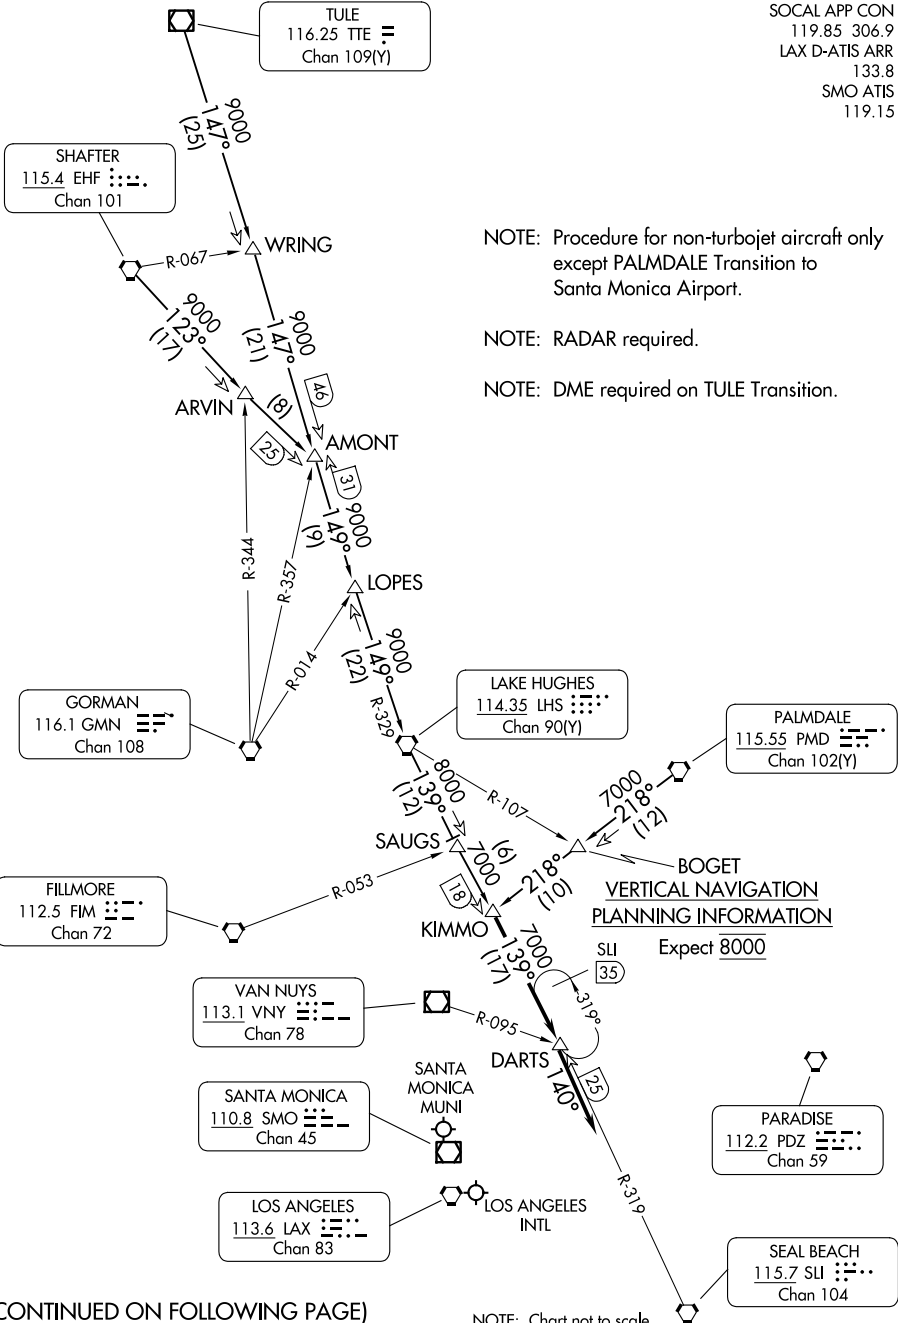 SOCAL APP CON
119.85 306.9
LAX D-ATIS ARR
133.8
SMO ATIS
119.15
TULE
116.25 TTE
Chan 109(Y)
9000
147°
(25)
SHAFTER
115.4 EHF
Chan 101
R-067
WRING
NOTE: Procedure for non-turbojet aircraft only
except PALMDALE Transition to
Santa Monica Airport.
NOTE: RADAR required.
NOTE: DME required on TULE Transition.
9000
123°
(17)
9000
147°
(21)
46
ARVIN
(8)
25
AMONT
31
9000
149°
(9)
R-344
R-357
R-014
LOPES
9000
149°
(22)
R-329
GORMAN
116.1 GMN
Chan 108
LAKE HUGHES
114.35 LHS
Chan 90(Y)
PALMDALE
115.55 PMD
Chan 102(Y)
8000
139°
(12)
R-107
7000
218°
(12)
SAUGS
(6)
7000
18
218°
(10)
BOGET
VERTICAL NAVIGATION
PLANNING INFORMATION
Expect 8000
FILLMORE
112.5 FIM
Chan 72
R-053
KIMMO
7000
139°
(17)
SLI
35
319°
VAN NUYS
113.1 VNY
Chan 78
R-095
DARTS
25
140°
SANTA
MONICA
MUNI
SANTA MONICA
110.8 SMO
Chan 45
PARADISE
112.2 PDZ
Chan 59
LOS ANGELES
113.6 LAX
Chan 83
LOS ANGELES
INTL
R-319
SEAL BEACH
115.7 SLI
Chan 104
CONTINUED ON FOLLOWING PAGE)
NOTE: Chart not to scale